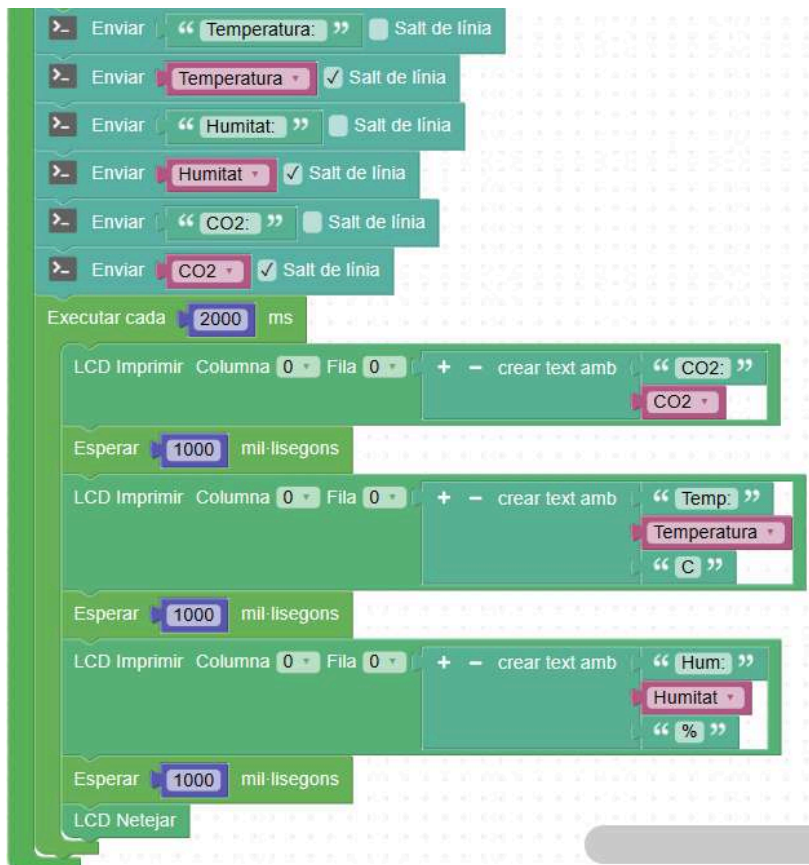 Enviar “ Temperatura: ” Salt de línia
Enviar Temperatura Salt de línia
Enviar “ Humitat: ” Salt de línia
Enviar Humitat Salt de línia
Enviar “ CO2: ” Salt de línia
Enviar CO2 Salt de línia
Executar cada 2000 ms
LCD Imprimir Columna 0 Fila 0 + − crear text amb “ CO2: ”
CO2
Esperar 1000 mil·lisegons
LCD Imprimir Columna 0 Fila 0 + − crear text amb “ Temp: ”
Temperatura
“ C ”
Esperar 1000 mil·lisegons
LCD Imprimir Columna 0 Fila 0 + − crear text amb “ Hum: ”
Humitat
“ % ”
Esperar 1000 mil·lisegons
LCD Netejar